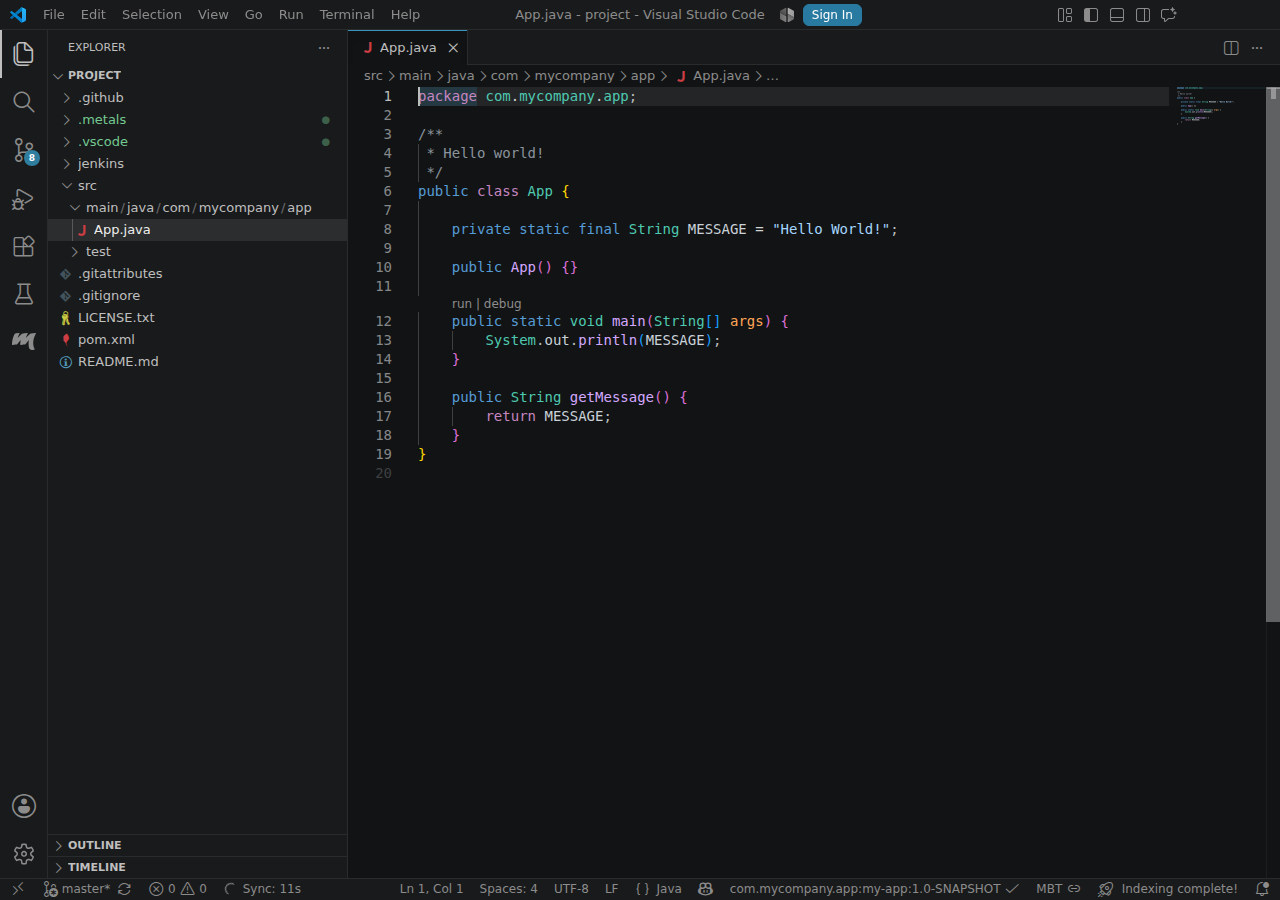 File Edit Selection View Go Run Terminal Help
App.java - project - Visual Studio Code
Sign In
EXPLORER
PROJECT
.github
.metals
.vscode
jenkins
src
main/java/com/mycompany/app
App.java
test
.gitattributes
.gitignore
LICENSE.txt
pom.xml
README.md
OUTLINE
TIMELINE
8
App.java
src > main > java > com > mycompany > app > App.java > ...
1 package com.mycompany.app;
2
3 /**
4  * Hello world!
5  */
6 public class App {
7
8     private static final String MESSAGE = "Hello World!";
9
10     public App() {}
11
run | debug
12     public static void main(String[] args) {
13         System.out.println(MESSAGE);
14     }
15
16     public String getMessage() {
17         return MESSAGE;
18     }
19 }
20
master* 0 0 Sync: 11s Ln 1, Col 1 Spaces: 4 UTF-8 LF { } Java com.mycompany.app:my-app:1.0-SNAPSHOT MBT Indexing complete!